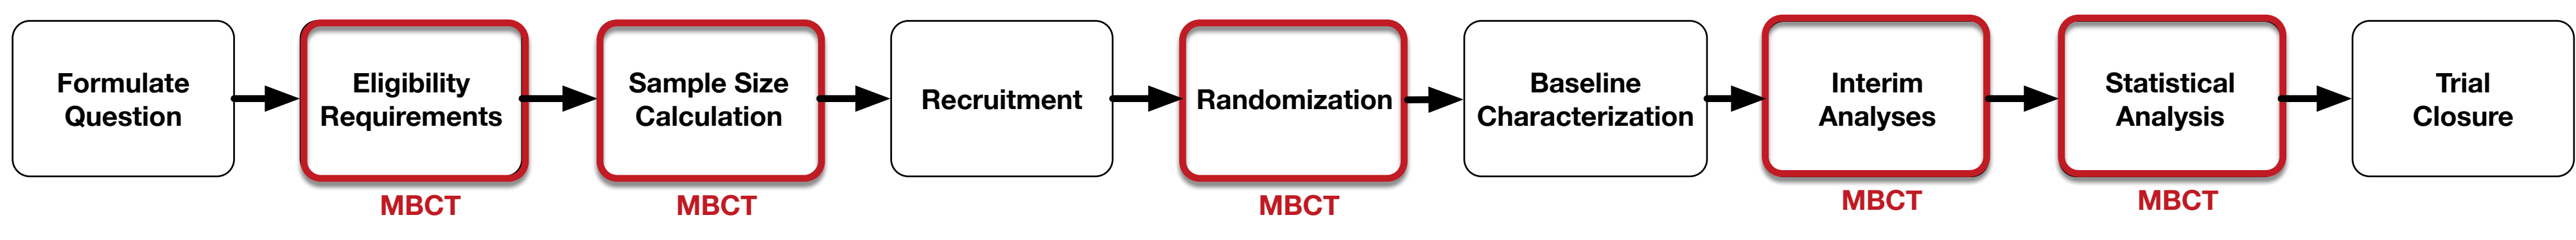 Formulate
Question
Eligibility
Requirements
MBCT
Sample Size
Calculation
MBCT
Recruitment
Randomization
MBCT
Baseline
Characterization
Interim
Analyses
MBCT
Statistical
Analysis
MBCT
Trial
Closure